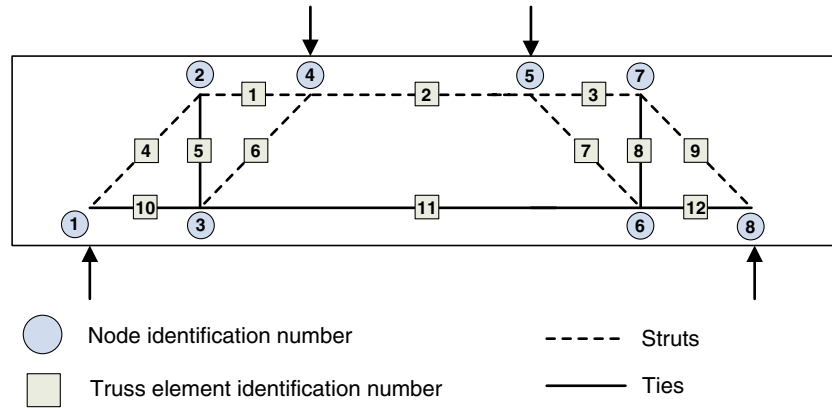 2 4 5 7
1 2 3
4 5 6 7 8 9
10 11 12
1 3 6 8
Node identification number
Struts
Truss element identification number
Ties